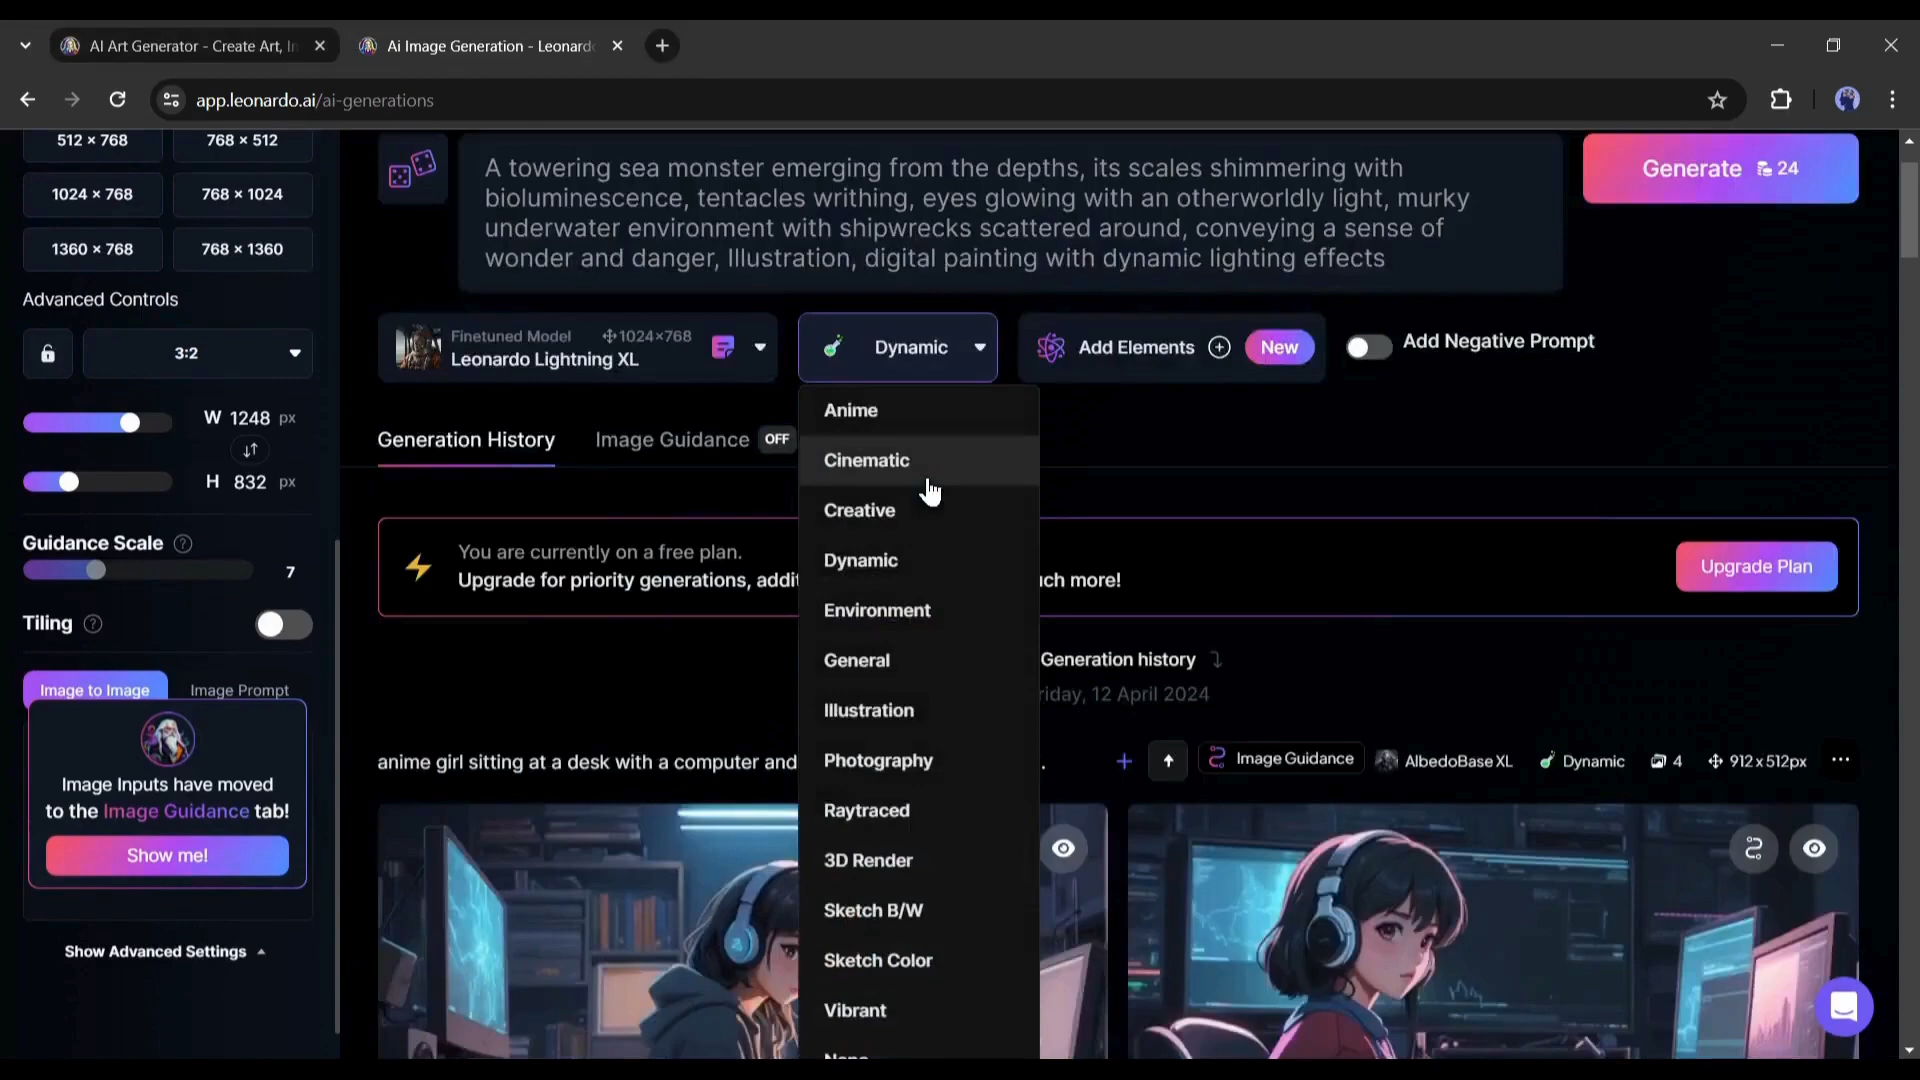 AI Art Generator - Create Art, I
Ai Image Generation - Leonard
app.leonardo.ai/ai-generations
512 × 768
768 × 512
1024 × 768
768 × 1024
1360 × 768
768 × 1360
Advanced Controls
3:2
W 1248 px
H 832 px
Guidance Scale
7
Tiling
Image to Image
Image Prompt
Image Inputs have moved
to the Image Guidance tab!
Show me!
Show Advanced Settings
A towering sea monster emerging from the depths, its scales shimmering with
bioluminescence, tentacles writhing, eyes glowing with an otherworldly light, murky
underwater environment with shipwrecks scattered around, conveying a sense of
wonder and danger, Illustration, digital painting with dynamic lighting effects
Generate 24
Finetuned Model
1024×768
Leonardo Lightning XL
Dynamic
Add Elements
New
Add Negative Prompt
Generation History
Image Guidance
OFF
Anime
Cinematic
Creative
Dynamic
Environment
General
Illustration
Photography
Raytraced
3D Render
Sketch B/W
Sketch Color
Vibrant
You are currently on a free plan.
Upgrade for priority generations, addit
uch more!
Upgrade Plan
Generation history
riday, 12 April 2024
anime girl sitting at a desk with a computer and
.
Image Guidance
AlbedoBase XL
Dynamic
4
912 x 512px